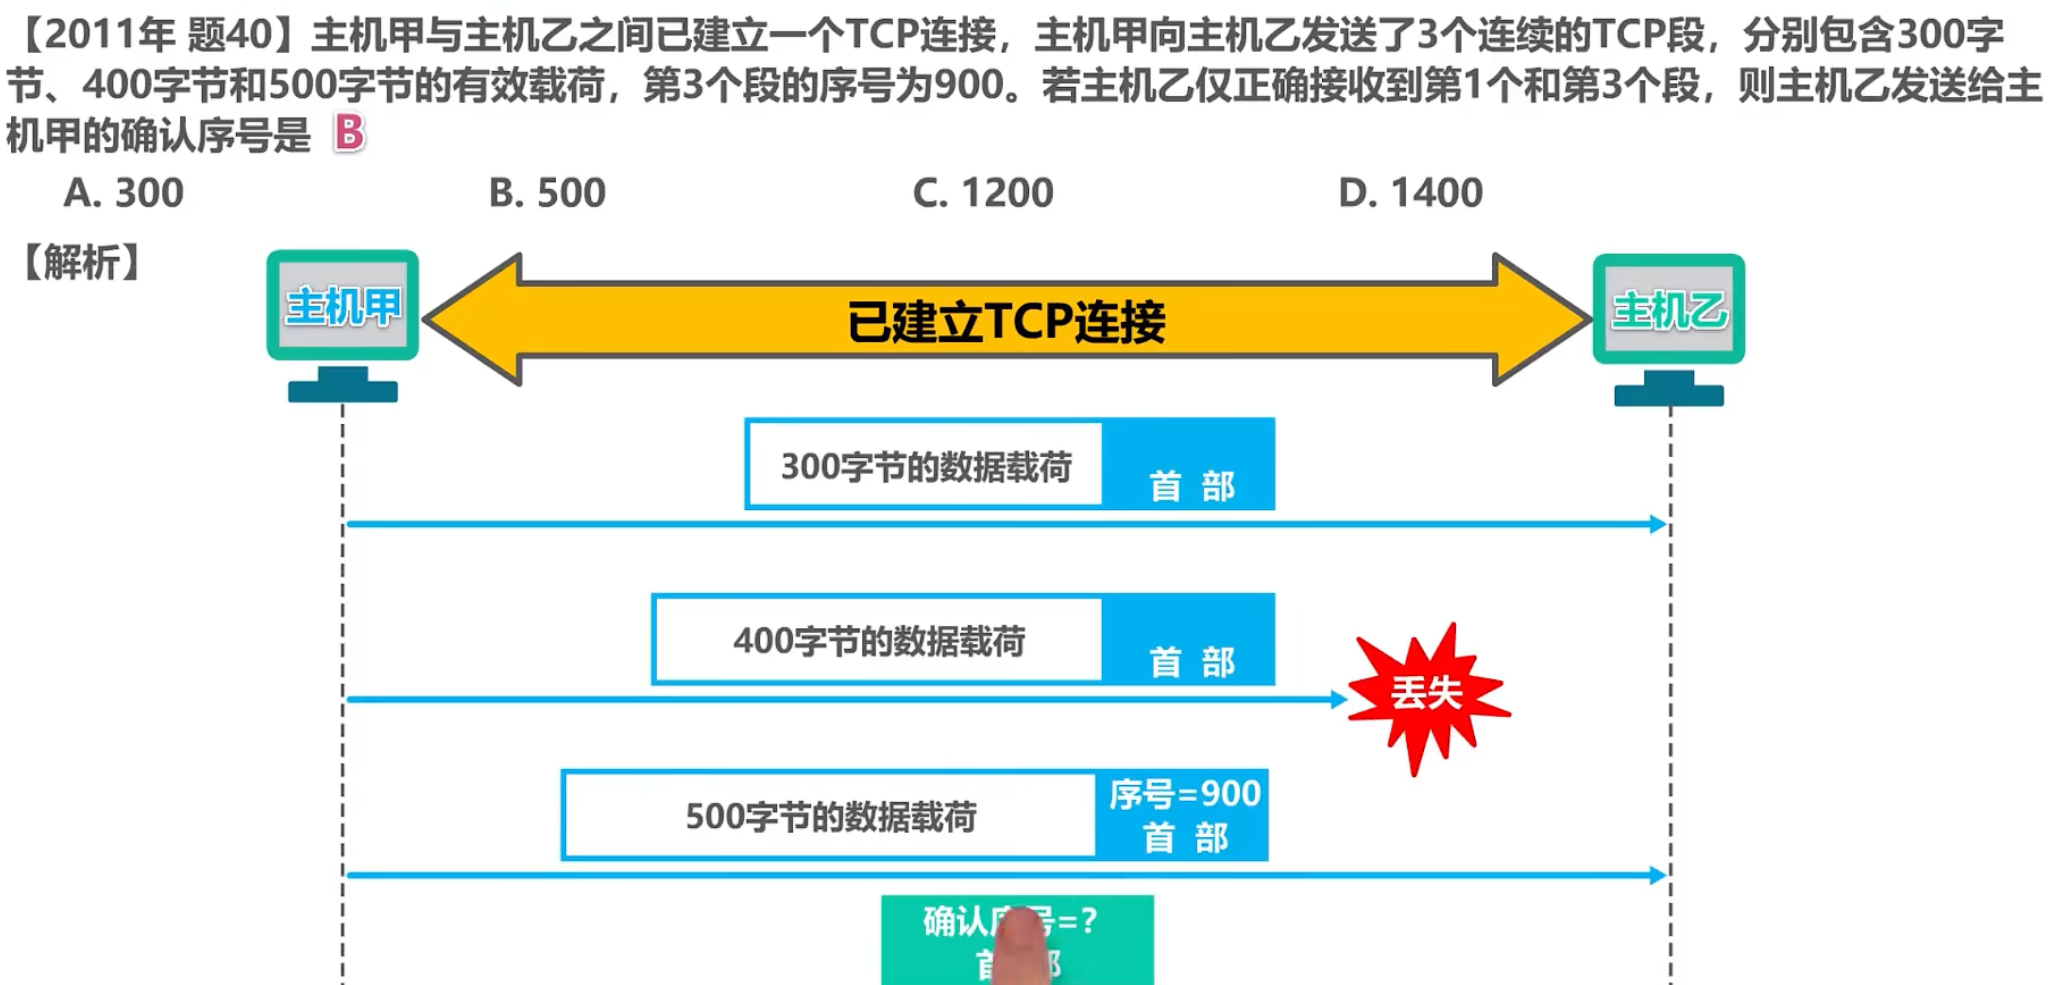 【2011年 题40】主机甲与主机乙之间已建立一个TCP连接，主机甲向主机乙发送了3个连续的TCP段，分别包含300字
节、400字节和500字节的有效载荷，第3个段的序号为900。若主机乙仅正确接收到第1个和第3个段，则主机乙发送给主
机甲的确认序号是 B
A. 300 B. 500 C. 1200 D. 1400
【解析】
主机甲 已建立TCP连接 主机乙
300字节的数据载荷 首 部
400字节的数据载荷 首 部
丢失
500字节的数据载荷 序号=900
首 部
确认序号=?
首 部